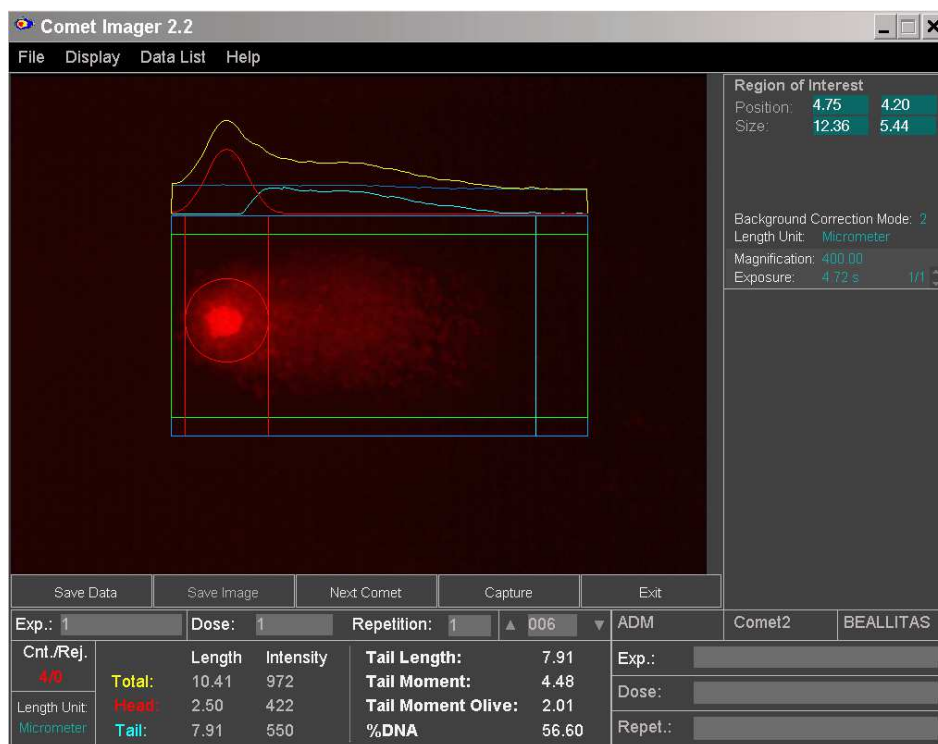 Comet Imager 2.2
File Display Data List Help
Region of Interest
Position: 4.75 4.20
Size: 12.36 5.44
Background Correction Mode: 2
Length Unit: Micrometer
Magnification: 400.00
Exposure: 4.72 s 1/1
Save Data Save Image Next Comet Capture Exit
Exp.: 1 Dose: 1 Repetition: 1 006 ADM Comet2 BEALLITAS
Cnt./Rej.
4/0
Length Unit:
Micrometer
Length Intensity
Total: 10.41 972
Head: 2.50 422
Tail: 7.91 550
Tail Length: 7.91
Tail Moment: 4.48
Tail Moment Olive: 2.01
%DNA 56.60
Exp.:
Dose:
Repet.: